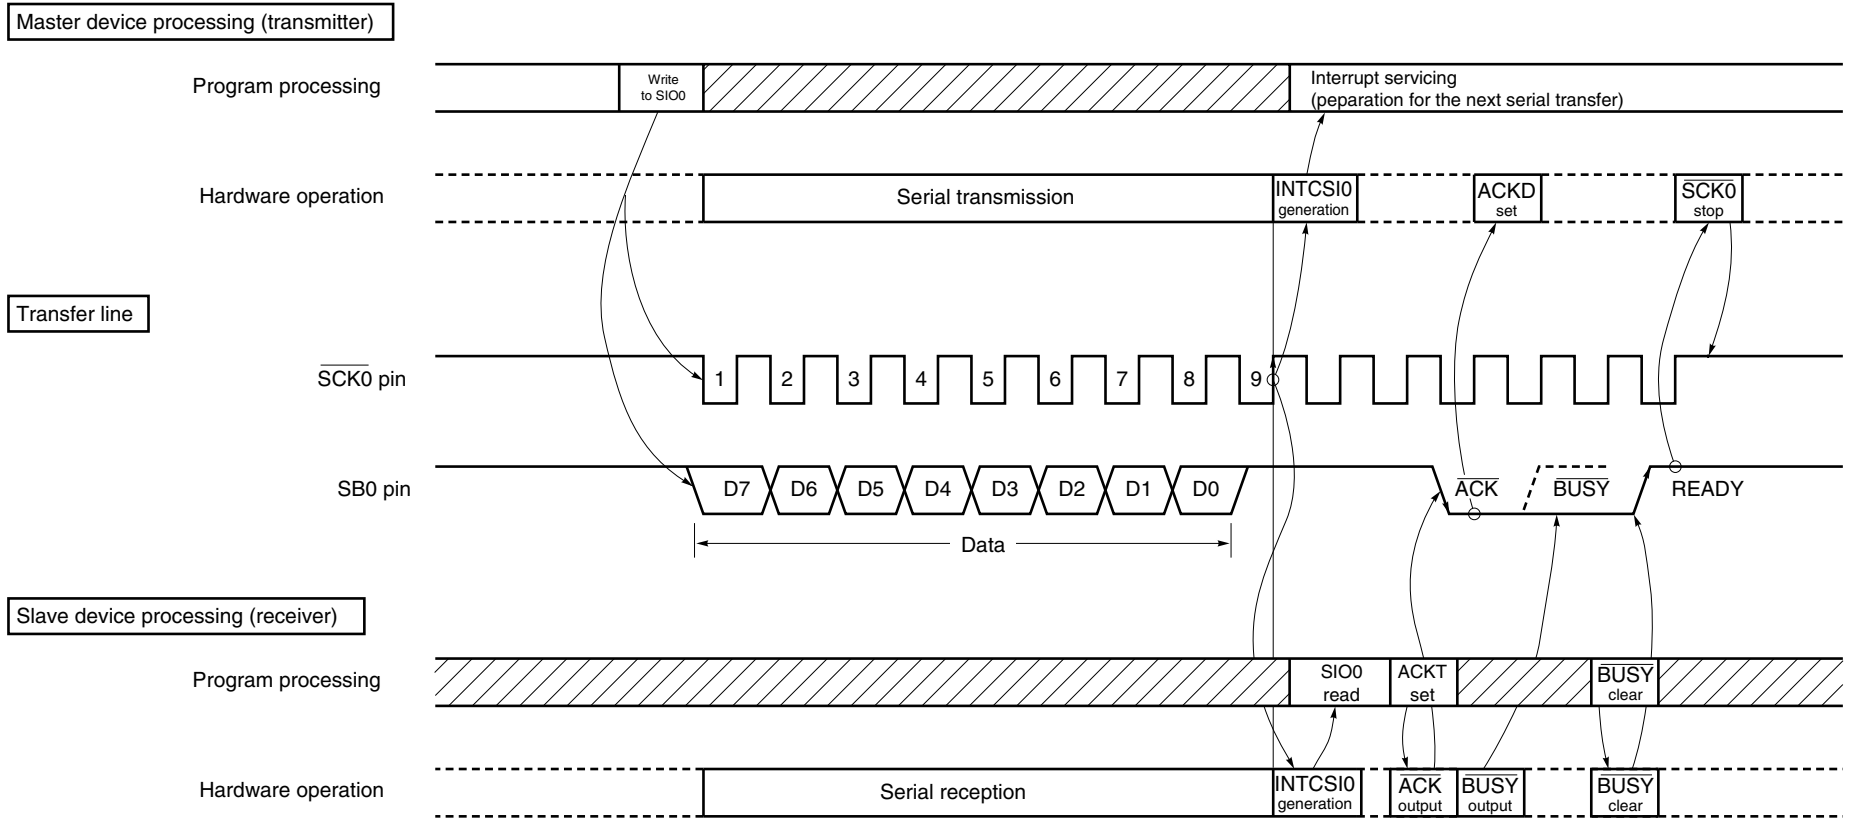 Master device processing (transmitter)
Program processing
Write
to SIO0
Interrupt servicing
(peparation for the next serial transfer)
Hardware operation
Serial transmission
INTCSI0
generation
ACKD
set
SCK0
stop
Transfer line
SCK0 pin
1 2 3 4 5 6 7 8 9
SB0 pin
D7 D6 D5 D4 D3 D2 D1 D0
ACK
BUSY
READY
Data
Slave device processing (receiver)
Program processing
SIO0
read
ACKT
set
BUSY
clear
Hardware operation
Serial reception
INTCSI0
generation
ACK
output
BUSY
output
BUSY
clear